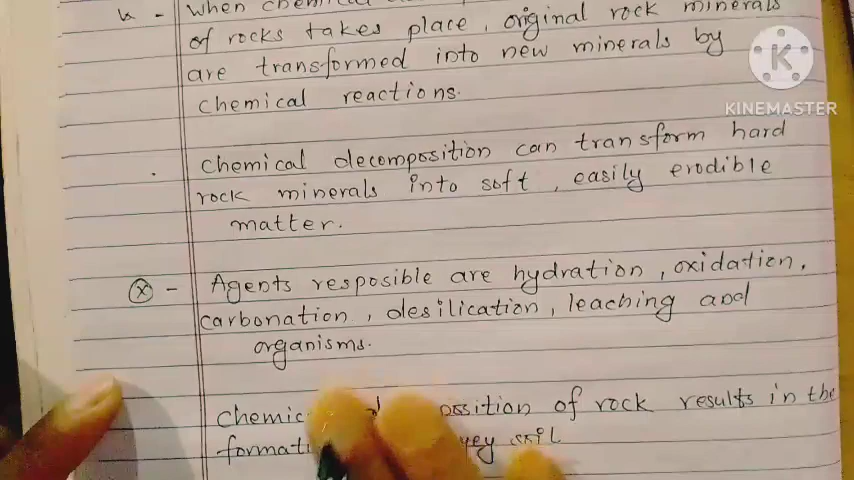 When
of rocks takes place, original rock minerals
are transformed into new minerals by
chemical reactions.
K
KINEMASTER
Chemical decomposition can transform hard
rock minerals into soft, easily erodible
matter.
X - Agents resposible are hydration, oxidation,
carbonation, desilication, leaching and
organisms.
of rock results in the